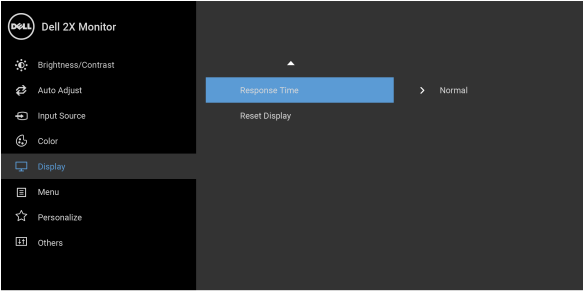 DELL
Dell 2X Monitor
Brightness/Contrast
Auto Adjust
Input Source
Color
Display
Menu
Personalize
Others
Response Time
Normal
Reset Display